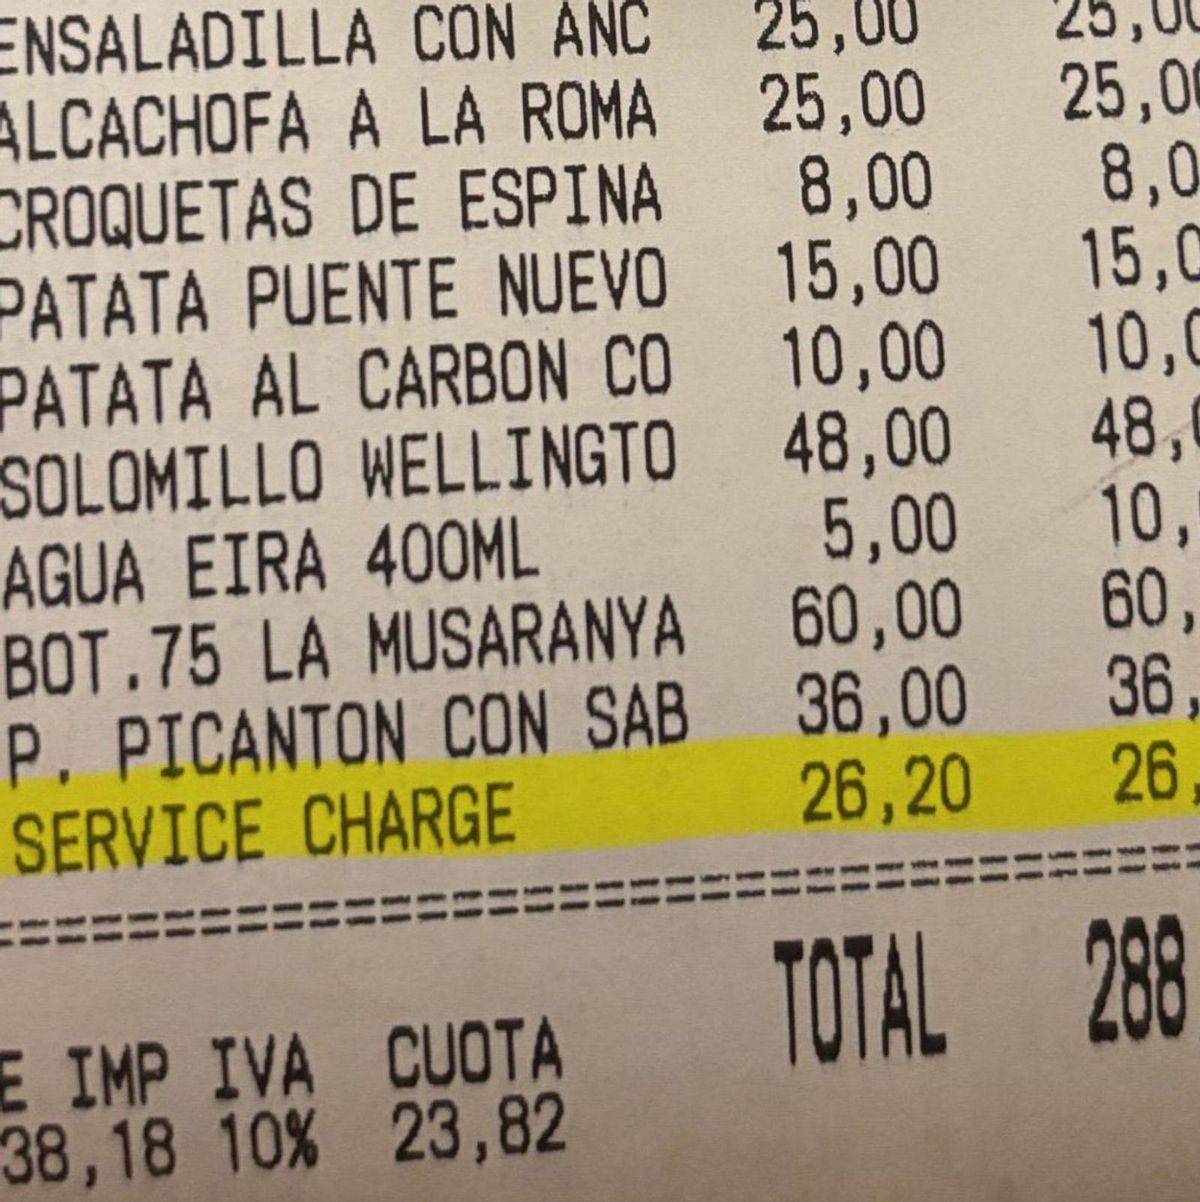 ENSALADILLA CON ANC 25,00 25,00
ALCACHOFA A LA ROMA 25,00 25,00
CROQUETAS DE ESPINA 8,00 8,0
PATATA PUENTE NUEVO 15,00 15,0
PATATA AL CARBON CO 10,00 10,0
SOLOMILLO WELLINGTO 48,00 48,0
AGUA EIRA 400ML 5,00 10,
BOT.75 LA MUSARANYA 60,00 60,
P. PICANTON CON SAB 36,00 36,
SERVICE CHARGE 26,20 26,
TOTAL 288
E IMP IVA CUOTA
38,18 10% 23,82